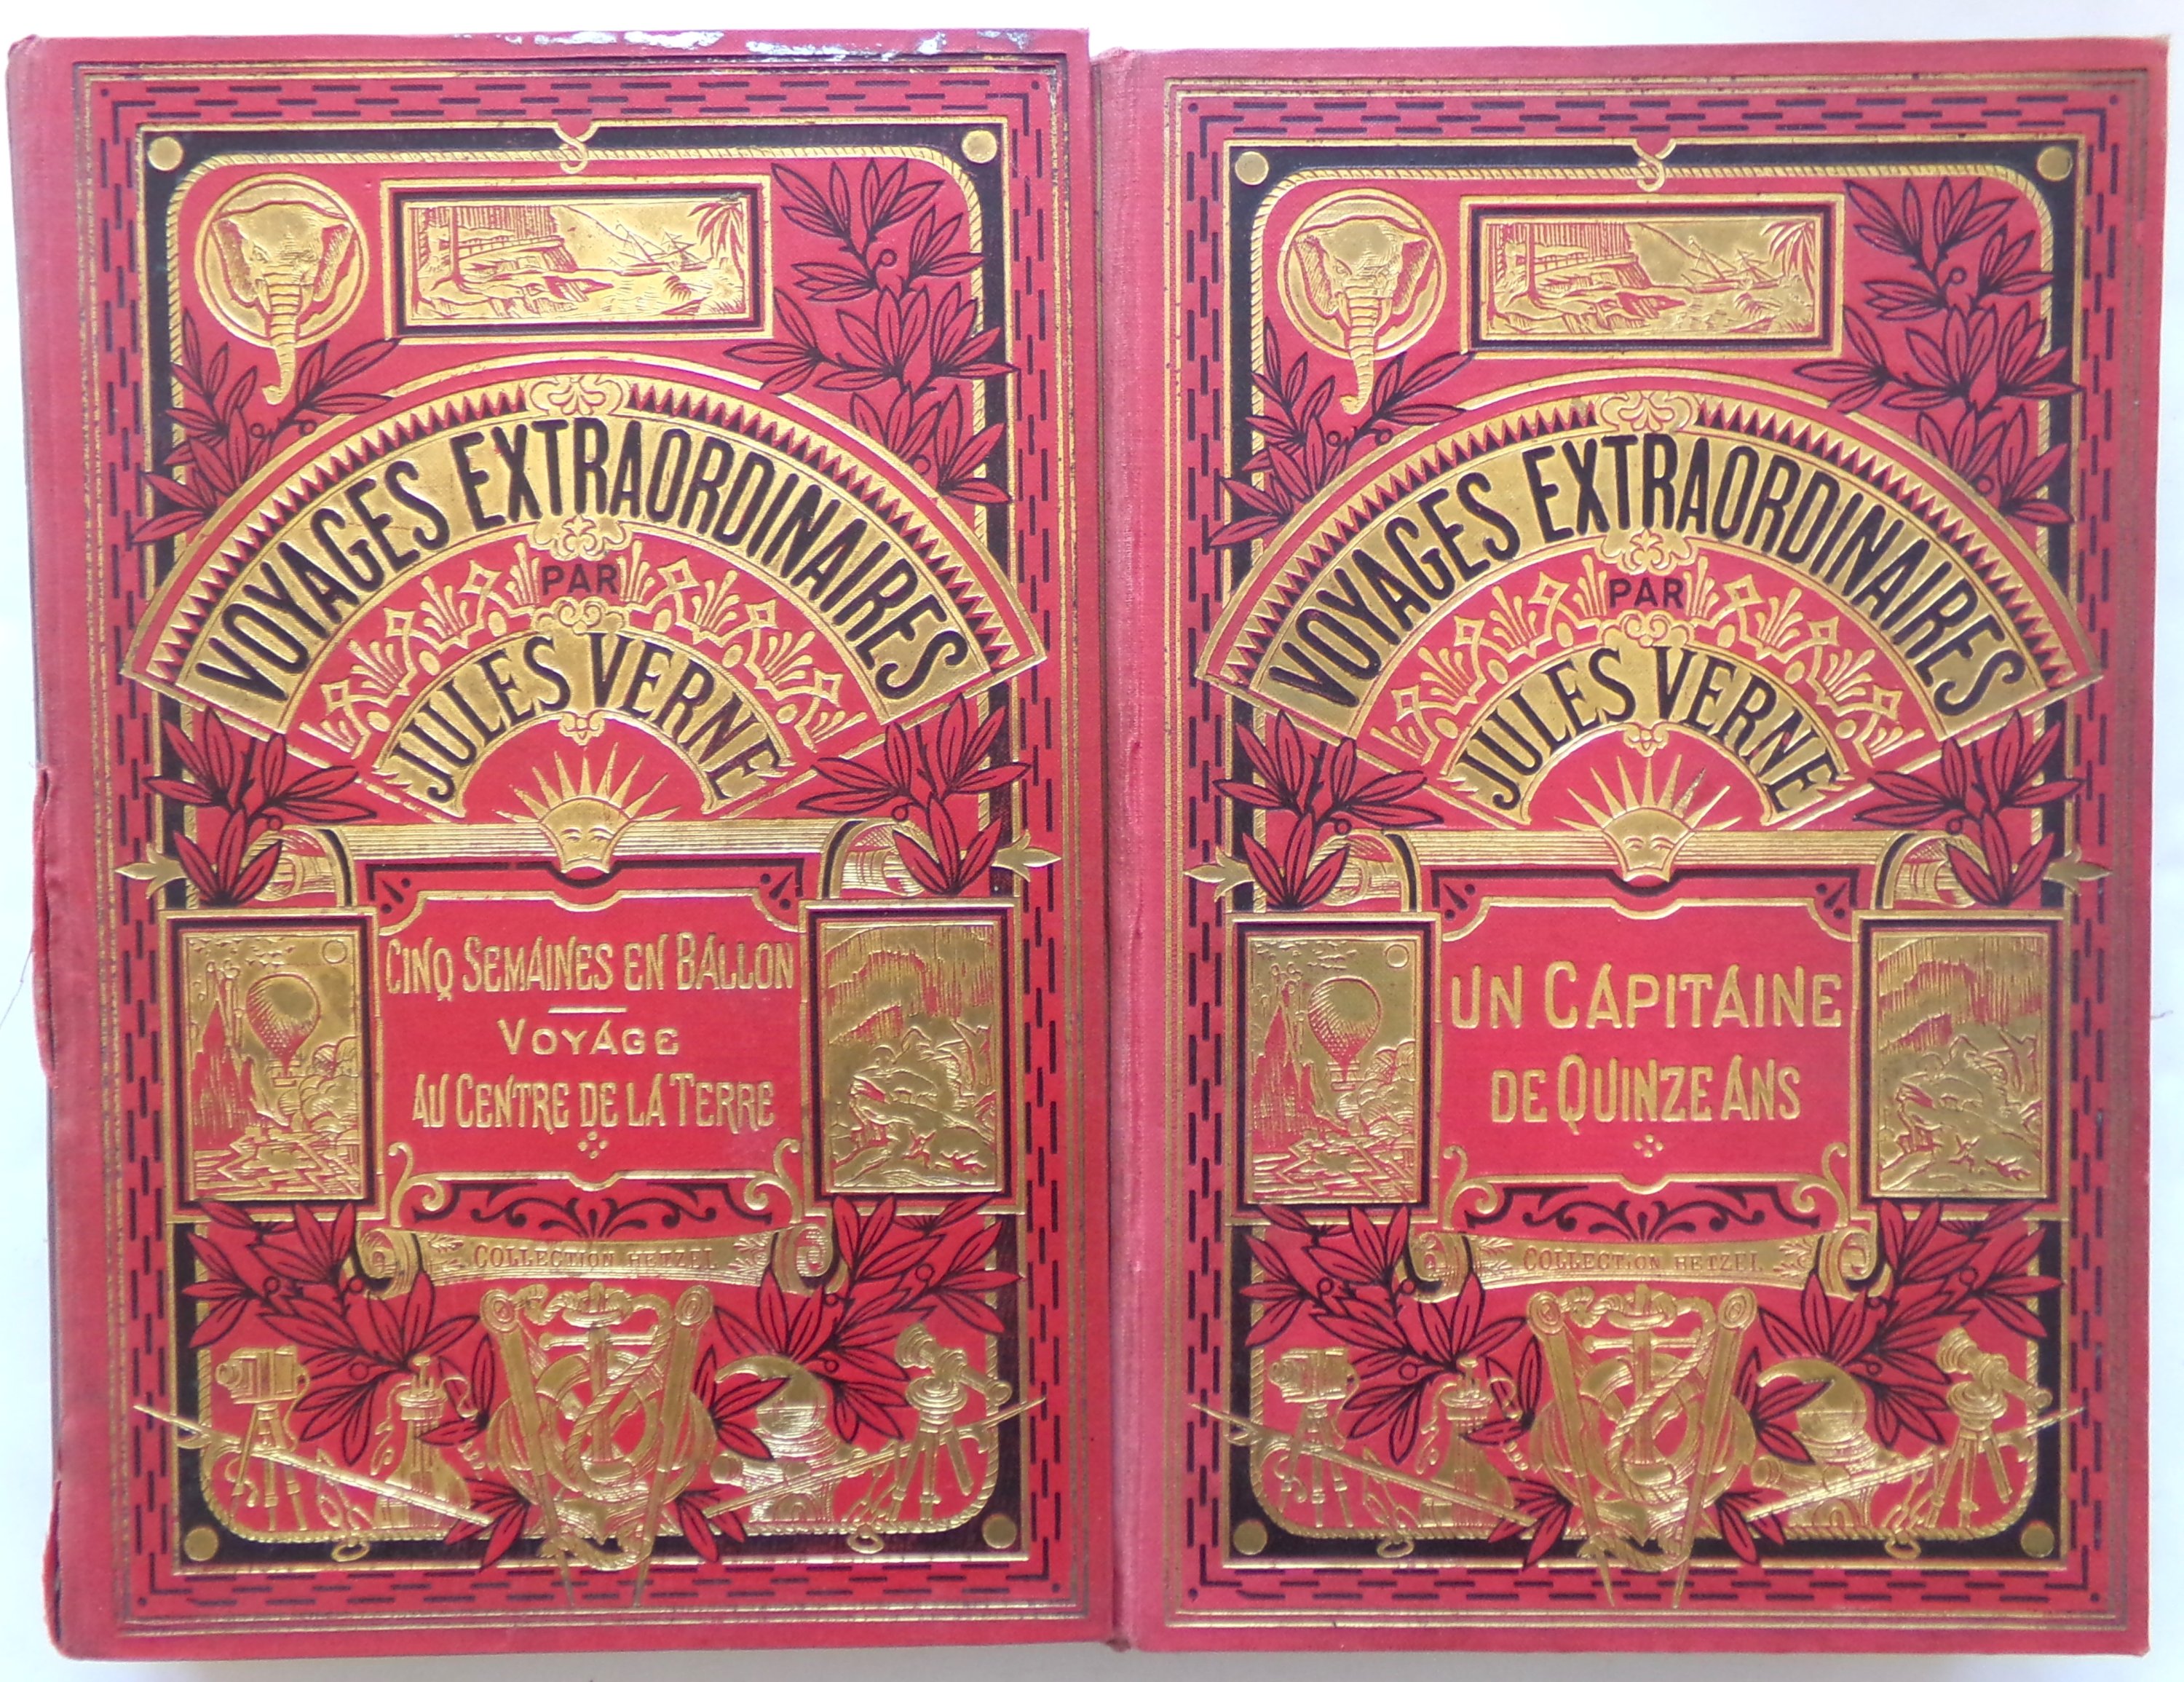 VOYAGES EXTRAORDINAIRES
PAR
JULES VERNE
CINQ SEMAINES EN BALLON
VOYAGE
AU CENTRE DE LA TERRE
COLLECTION HETZEL
VOYAGES EXTRAORDINAIRES
PAR
JULES VERNE
UN CAPITAINE
DE QUINZE ANS
COLLECTION HETZEL